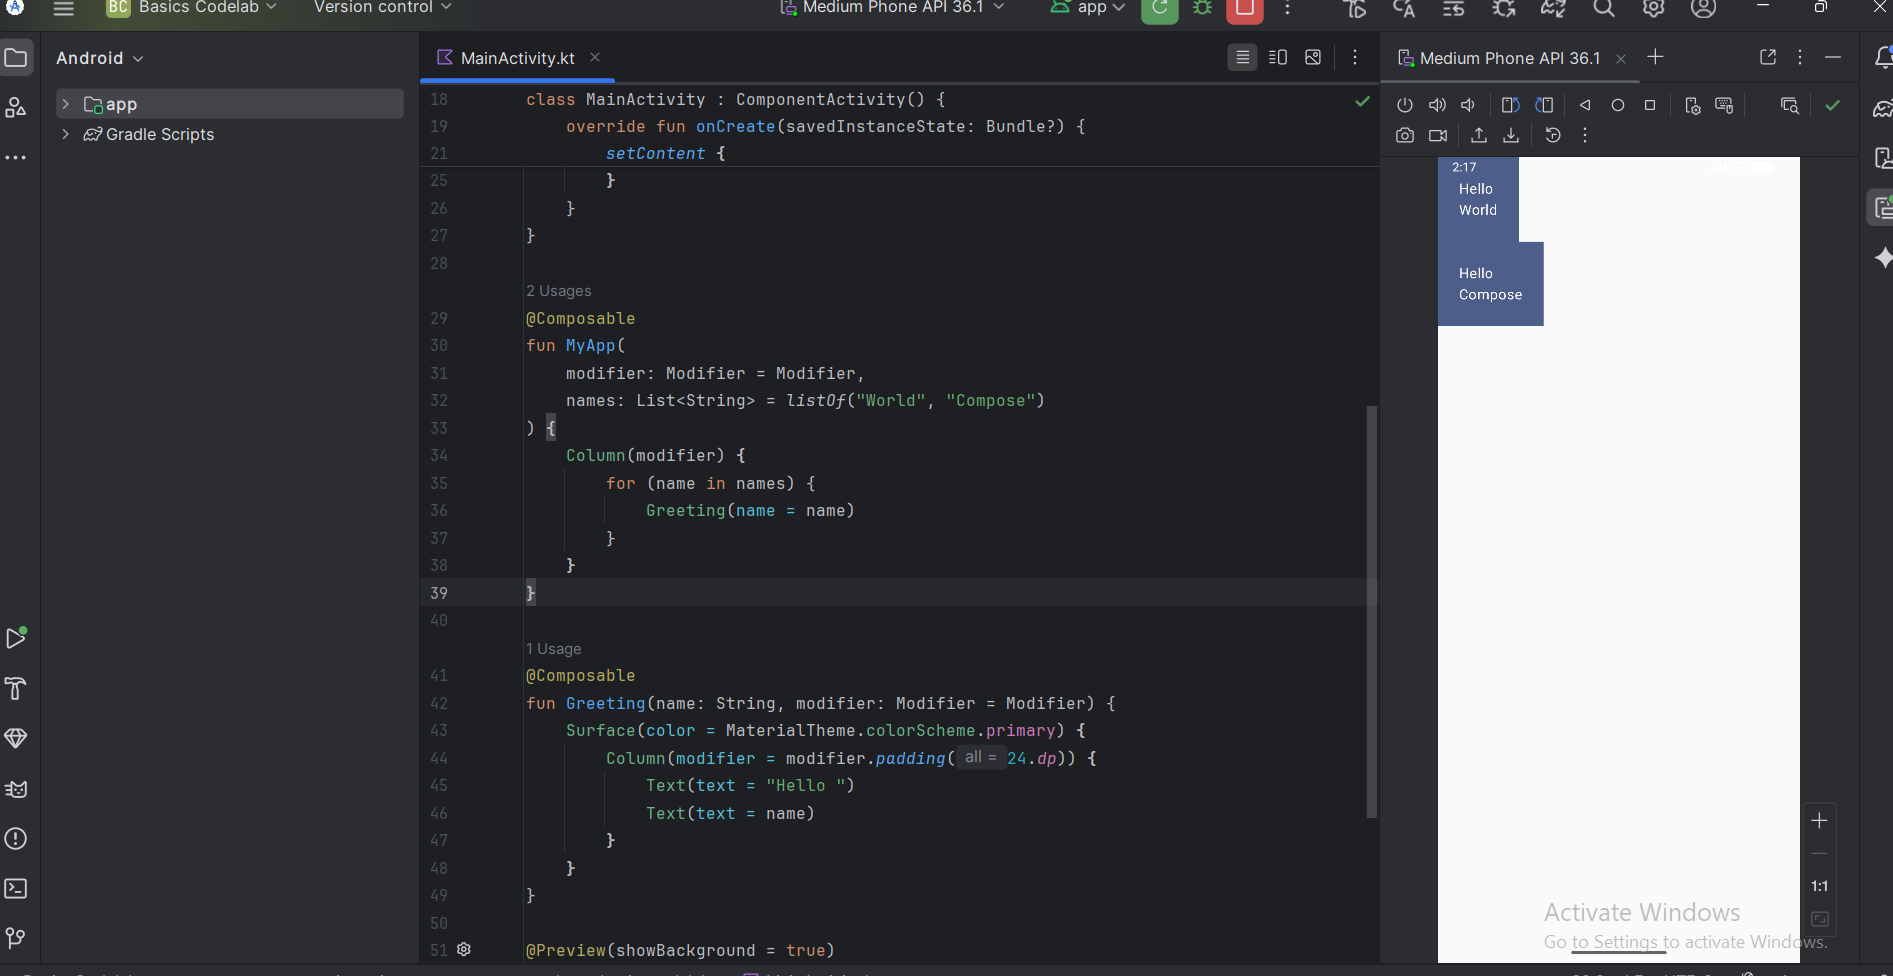 BC Basics Codelab Version control Medium Phone API 36.1 app
Android
app
Gradle Scripts
MainActivity.kt
18 class MainActivity : ComponentActivity() {
19 override fun onCreate(savedInstanceState: Bundle?) {
21 setContent {
25 }
26 }
27 }
28
2 Usages
29 @Composable
30 fun MyApp(
31 modifier: Modifier = Modifier,
32 names: List<String> = listOf("World", "Compose")
33 ) {
34 Column(modifier) {
35 for (name in names) {
36 Greeting(name = name)
37 }
38 }
39 }
40
1 Usage
41 @Composable
42 fun Greeting(name: String, modifier: Modifier = Modifier) {
43 Surface(color = MaterialTheme.colorScheme.primary) {
44 Column(modifier = modifier.padding( all = 24.dp)) {
45 Text(text = "Hello ")
46 Text(text = name)
47 }
48 }
49 }
50
51 @Preview(showBackground = true)
Medium Phone API 36.1
2:17
Hello
World
Hello
Compose
1:1
Activate Windows
Go to Settings to activate Windows.